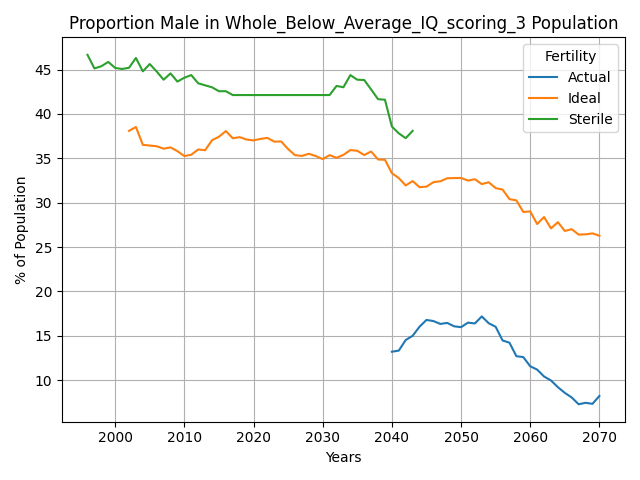 Proportion Male in Whole_Below_Average_IQ_scoring_3 Population
Fertility
Actual
Ideal
Sterile
% of Population
45
40
35
30
25
20
15
10
2000 2010 2020 2030 2040 2050 2060 2070
Years